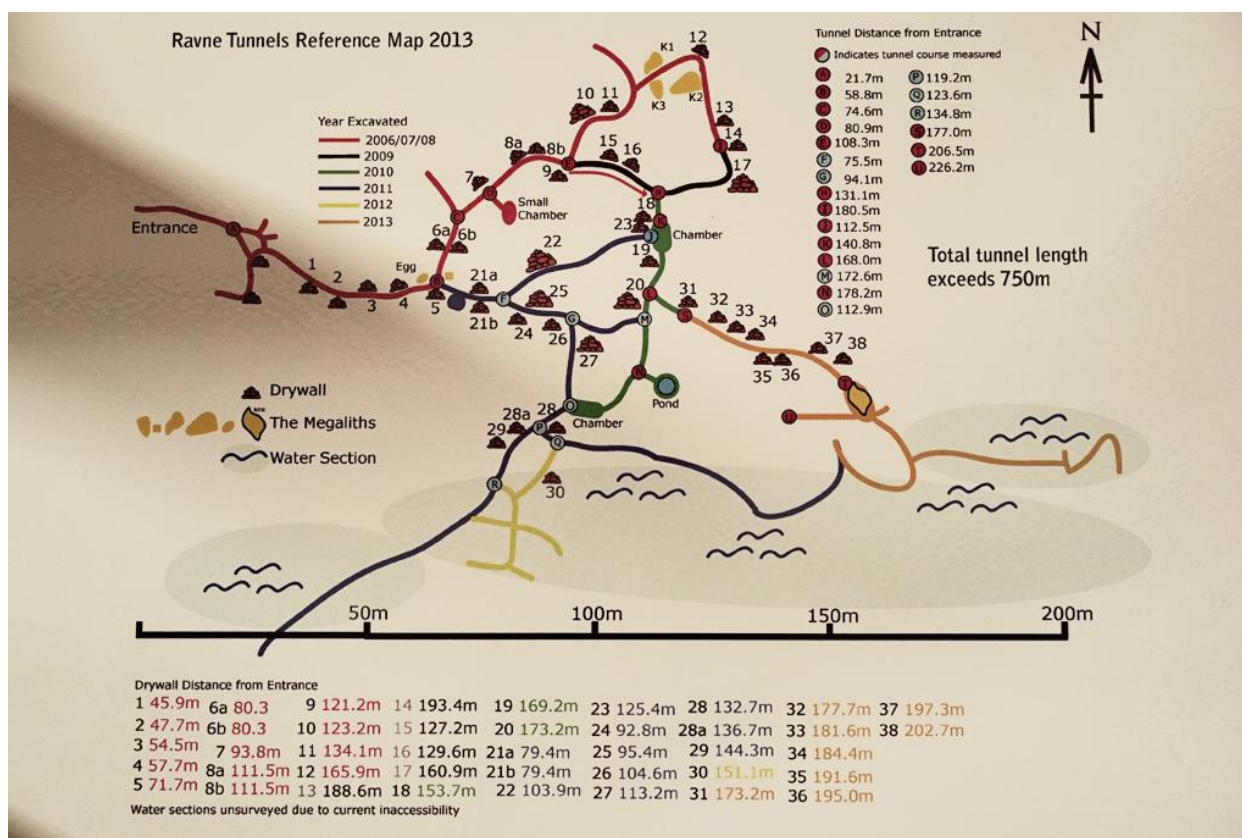 Ravne Tunnels Reference Map 2013
Tunnel Distance from Entrance
Indicates tunnel course measured
A 21.7m
B 58.8m
C 74.6m
D 80.9m
E 108.3m
F 75.5m
G 94.1m
H 131.1m
I 180.5m
J 112.5m
K 140.8m
L 168.0m
M 172.6m
N 178.2m
O 112.9m
P 119.2m
Q 123.6m
R 134.8m
S 177.0m
T 206.5m
U 226.2m
N
Total tunnel length
exceeds 750m
Year Excavated
2006/07/08
2009
2010
2011
2012
2013
K1
12
K3
K2
10
11
13
14
I
8a
8b
15
16
17
E
9
7
D
H
Small
Chamber
C
18
K
23
J
Chamber
Entrance
A
6a
6b
22
19
Egg
B
1
2
3
4
5
21a
21b
F
25
24
26
G
27
20
L
M
31
S
32
33
34
35
36
37
38
T
U
N
Pond
O
Chamber
28a
28
29
P
Q
R
30
Drywall
NEW
The Megaliths
Water Section
50m
100m
150m
200m
Drywall Distance from Entrance
1 45.9m 6a 80.3 9 121.2m 14 193.4m 19 169.2m 23 125.4m 28 132.7m 32 177.7m 37 197.3m
2 47.7m 6b 80.3 10 123.2m 15 127.2m 20 173.2m 24 92.8m 28a 136.7m 33 181.6m 38 202.7m
3 54.5m 7 93.8m 11 134.1m 16 129.6m 21a 79.4m 25 95.4m 29 144.3m 34 184.4m
4 57.7m 8a 111.5m 12 165.9m 17 160.9m 21b 79.4m 26 104.6m 30 151.1m 35 191.6m
5 71.7m 8b 111.5m 13 188.6m 18 153.7m 22 103.9m 27 113.2m 31 173.2m 36 195.0m
Water sections unsurveyed due to current inaccessibility